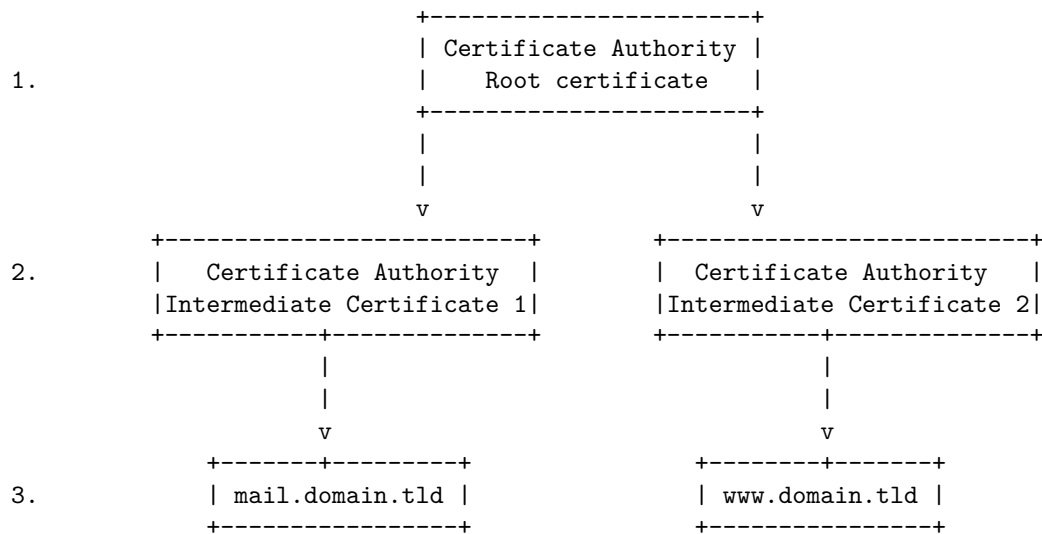 Certificate Authority
1. Root certificate
2. Certificate Authority Certificate Authority
Intermediate Certificate 1 Intermediate Certificate 2
3. mail.domain.tld www.domain.tld